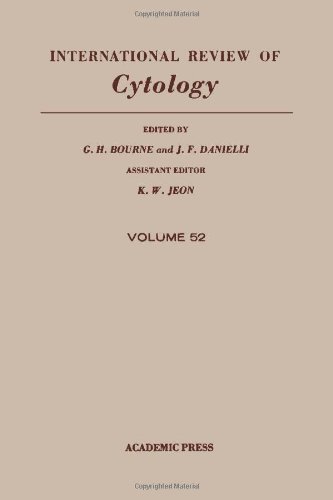 INTERNATIONAL REVIEW OF
Cytology
EDITED BY
G. H. BOURNE and J. F. DANIELLI
ASSISTANT EDITOR
K. W. JEON
VOLUME 52
ACADEMIC PRESS